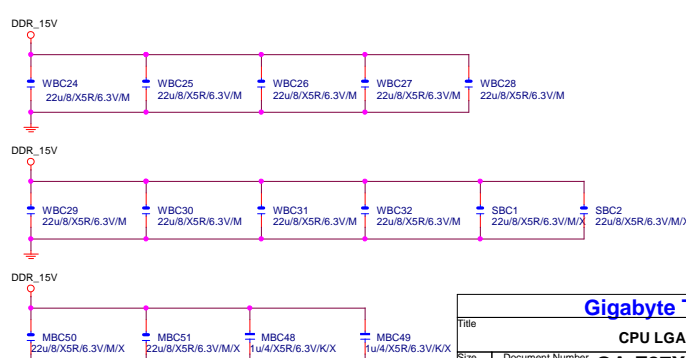 DDR_15V
WBC24 WBC25 WBC26 WBC27 WBC28
22u/8/X5R/6.3V/M 22u/8/X5R/6.3V/M 22u/8/X5R/6.3V/M 22u/8/X5R/6.3V/M 22u/8/X5R/6.3V/M
DDR_15V
WBC29 WBC30 WBC31 WBC32 SBC1 SBC2
22u/8/X5R/6.3V/M 22u/8/X5R/6.3V/M 22u/8/X5R/6.3V/M 22u/8/X5R/6.3V/M 22u/8/X5R/6.3V/M/X 22u/8/X5R/6.3V/M/X
DDR_15V
MBC50 MBC51 MBC48 MBC49
22u/8/X5R/6.3V/M/X 22u/8/X5R/6.3V/M/X 1u/4/X5R/6.3V/K/X 1u/4/X5R/6.3V/K/X
Gigabyte
Title
CPU LGA
Size Document Number